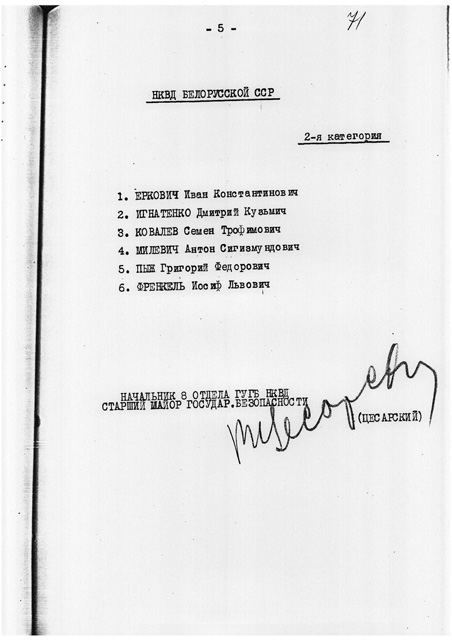 - 5 -
71
НКВД БЕЛОРУССКОЙ ССР
2-я категория
1. ЕРКОВИЧ Иван Константинович
2. ИГНАТЕНКО Дмитрий Кузьмич
3. КОВАЛЕВ Семен Трофимович
4. МИЛЕВИЧ Антон Сигизмундович
5. ПЫЖ Григорий Федорович
6. ФРЕНКЕЛЬ Иосиф Львович
НАЧАЛЬНИК 8 ОТДЕЛА ГУГБ НКВД
СТАРШИЙ МАЙОР ГОСУДАР.БЕЗОПАСНОСТИ
(ЦЕСАРСКИЙ)